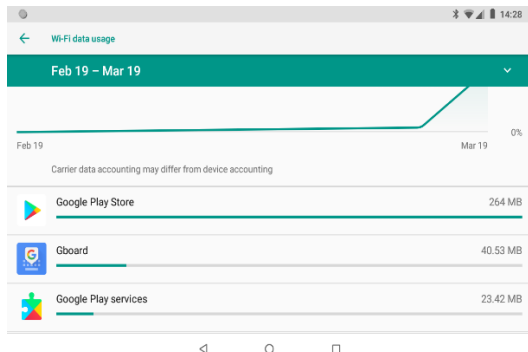 14:28
Wi-Fi data usage
Feb 19 – Mar 19
0%
Feb 19 Mar 19
Carrier data accounting may differ from device accounting
Google Play Store 264 MB
Gboard 40.53 MB
Google Play services 23.42 MB